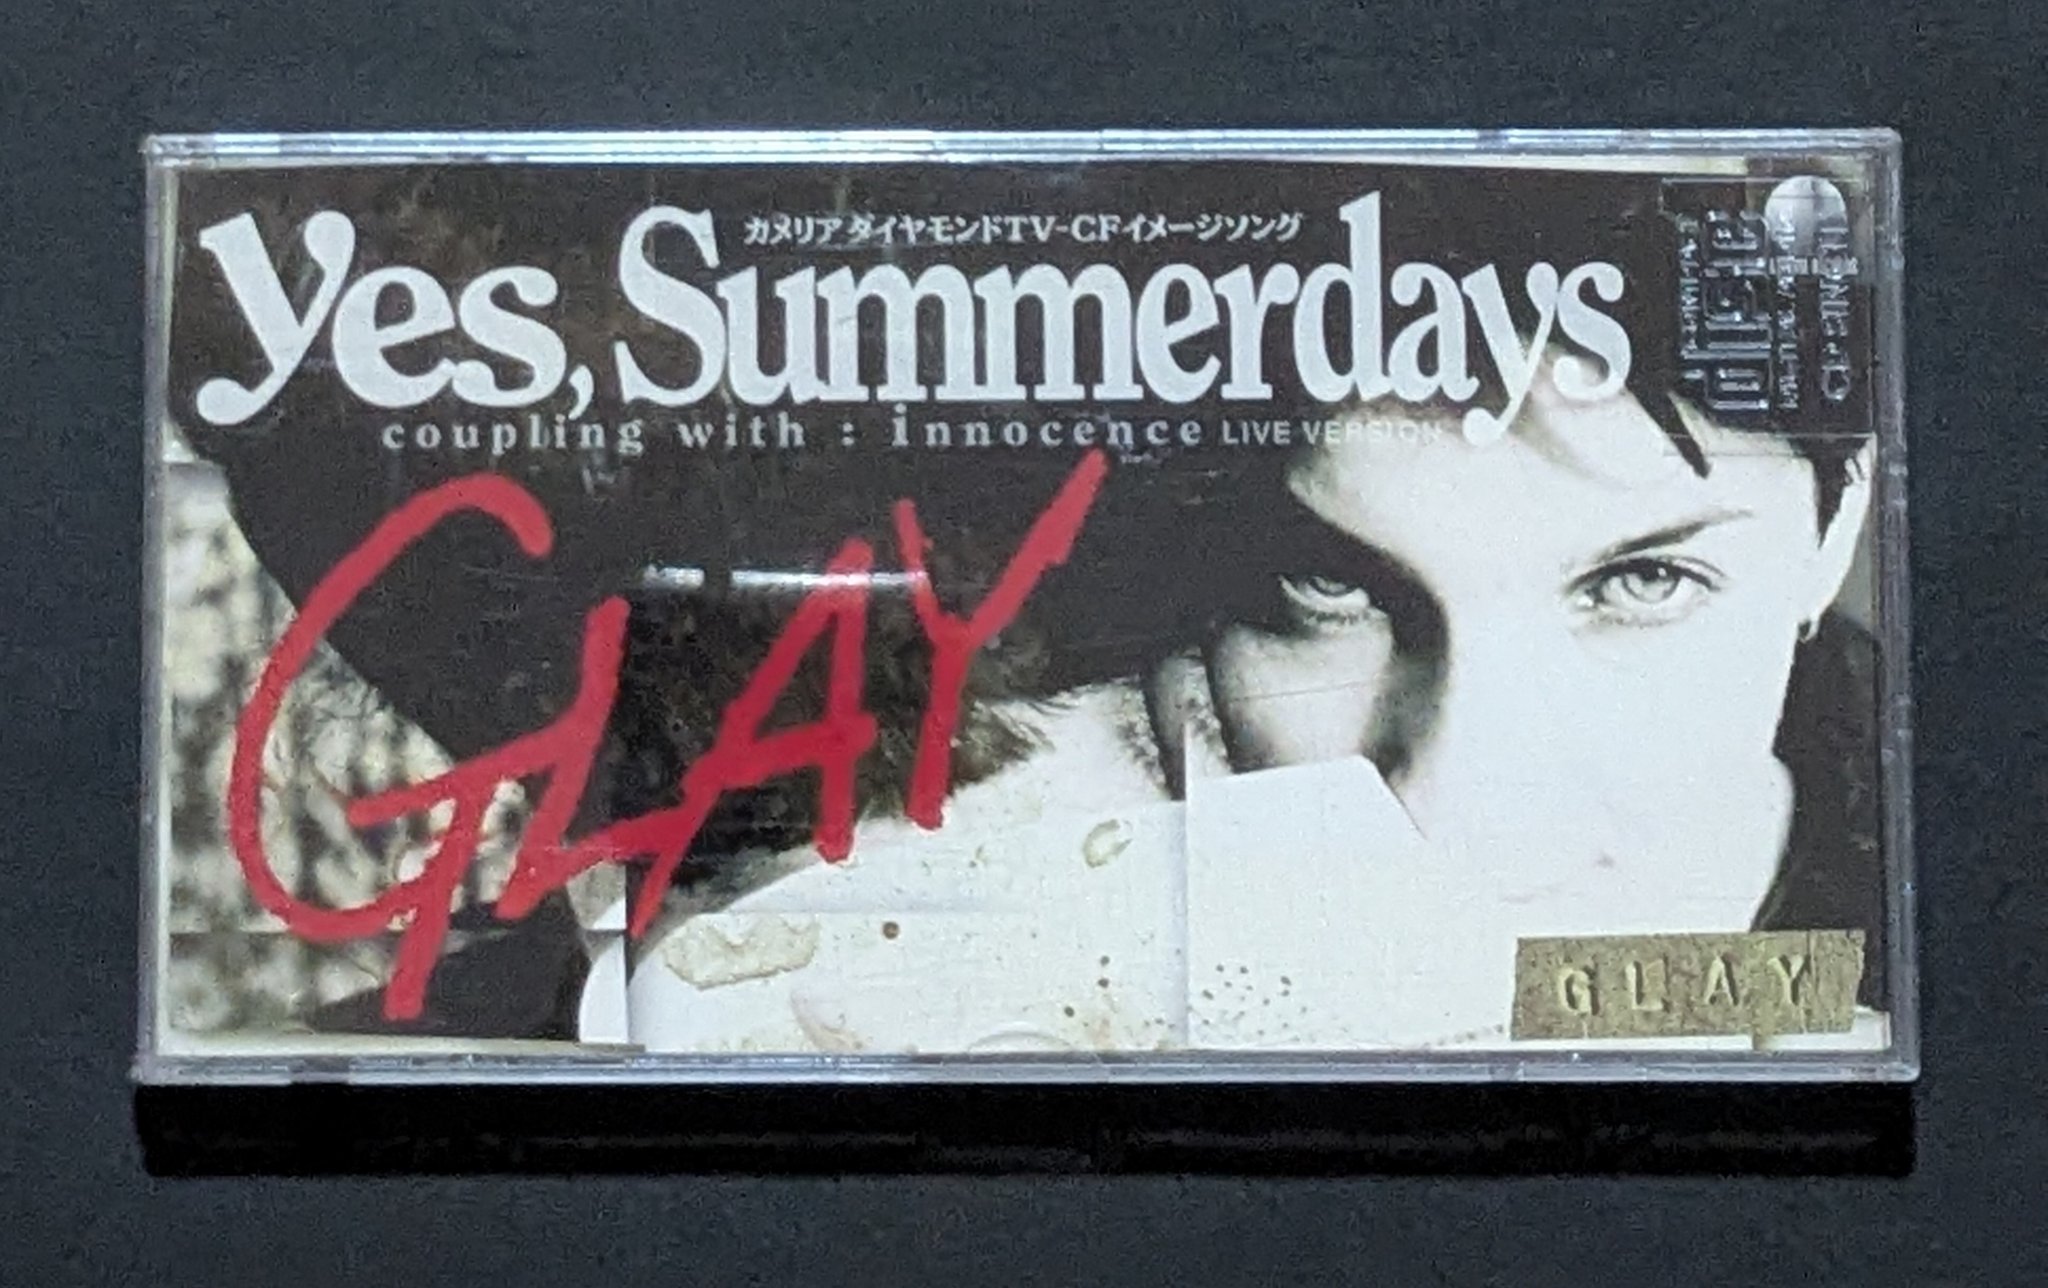 カメリアダイヤモンドTV-CFイメージソング
yes, Summerdays
coupling with : innocence LIVE VERSION
GLAY
GLAY